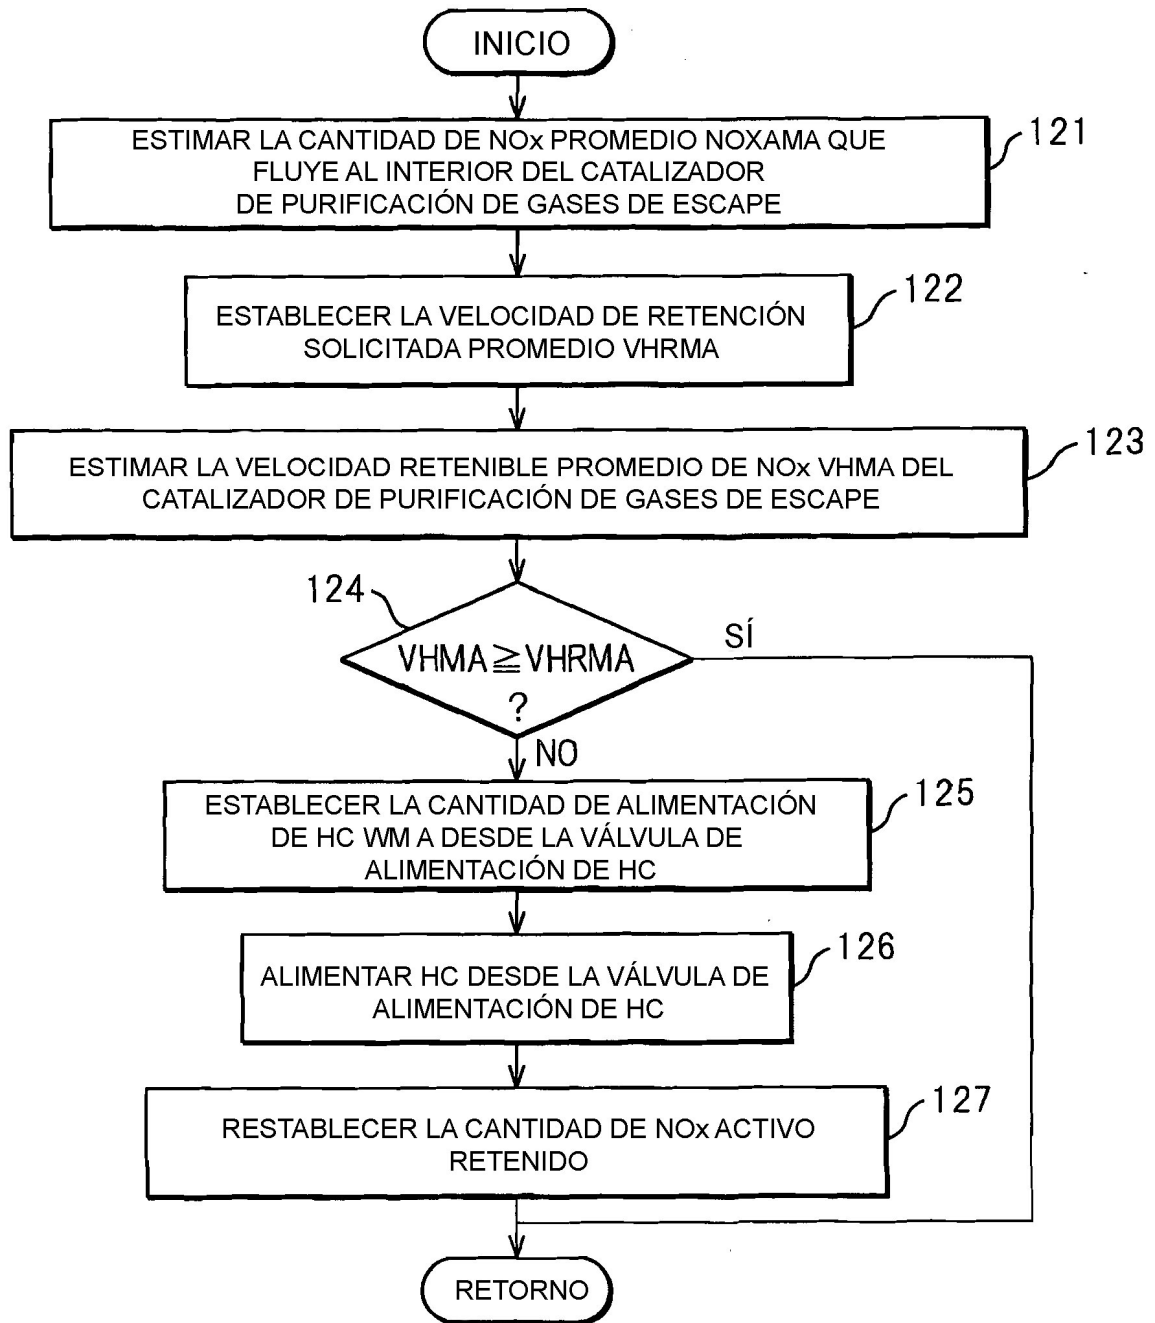 INICIO
ESTIMAR LA CANTIDAD DE NOx PROMEDIO NOXAMA QUE
FLUYE AL INTERIOR DEL CATALIZADOR
DE PURIFICACIÓN DE GASES DE ESCAPE
121
ESTABLECER LA VELOCIDAD DE RETENCIÓN
SOLICITADA PROMEDIO VHRMA
122
ESTIMAR LA VELOCIDAD RETENIBLE PROMEDIO DE NOx VHMA DEL
CATALIZADOR DE PURIFICACIÓN DE GASES DE ESCAPE
123
124
VHMA≧VHRMA
?
SÍ
NO
ESTABLECER LA CANTIDAD DE ALIMENTACIÓN
DE HC WM A DESDE LA VÁLVULA DE
ALIMENTACIÓN DE HC
125
ALIMENTAR HC DESDE LA VÁLVULA DE
ALIMENTACIÓN DE HC
126
RESTABLECER LA CANTIDAD DE NOx ACTIVO
RETENIDO
127
RETORNO